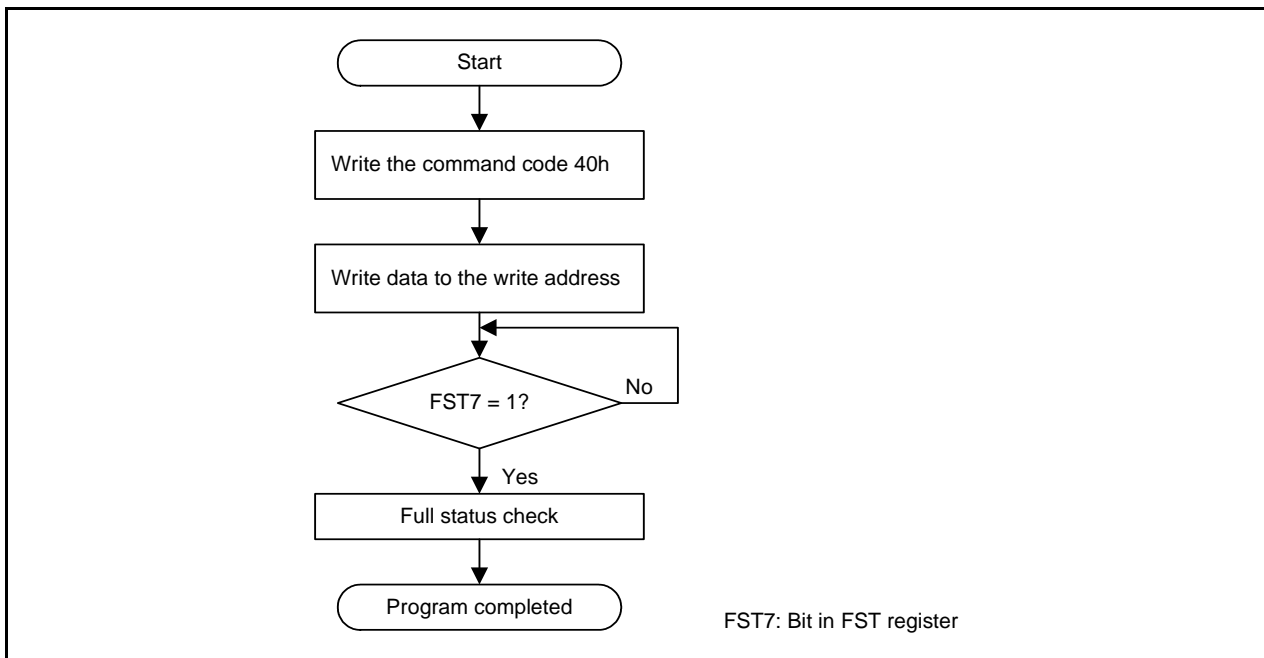 Start
Write the command code 40h
Write data to the write address
FST7 = 1?
No
Yes
Full status check
Program completed
FST7: Bit in FST register